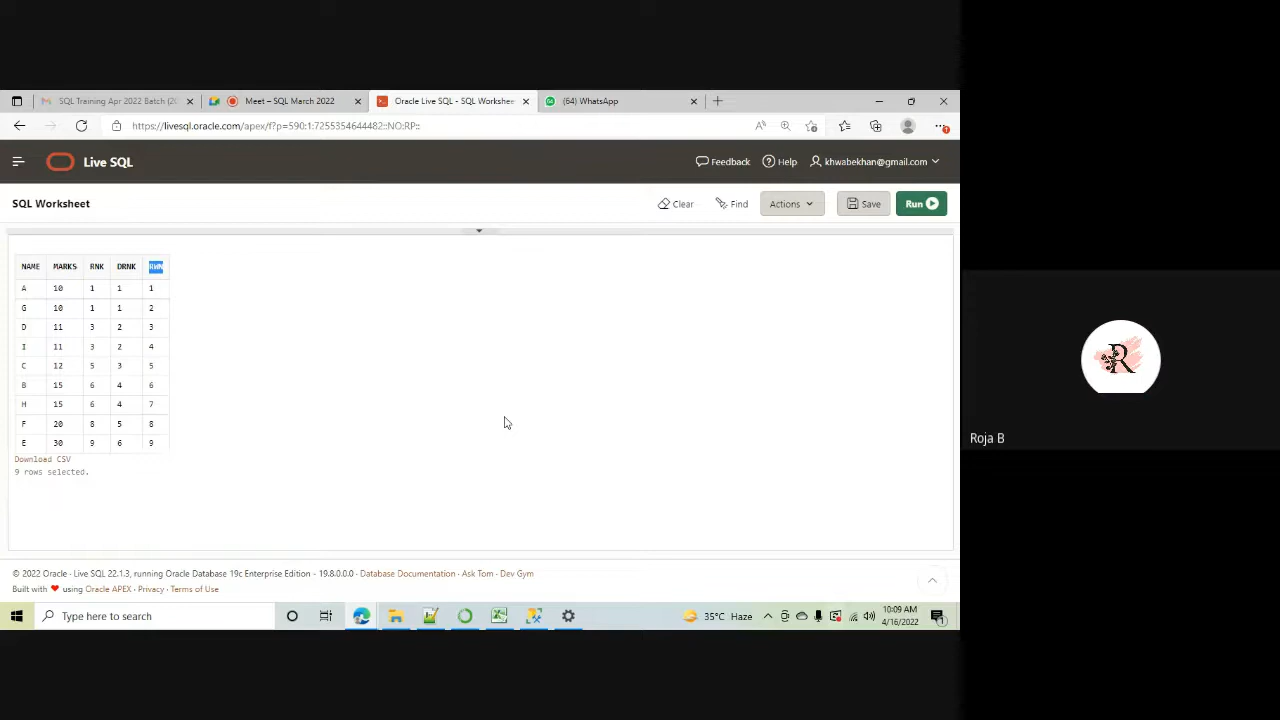 SQL Training Apr 2022 Batch (20
Meet – SQL March 2022
Oracle Live SQL - SQL Workshee
(64) WhatsApp
https://livesql.oracle.com/apex/f?p=590:1:7255354644482::NO:RP::
Live SQL
Feedback
Help
khwabekhan@gmail.com
SQL Worksheet
Clear
Find
Actions
Save
Run
NAME MARKS RNK DRNK RWN
A 10 1 1 1
G 10 1 1 2
D 11 3 2 3
I 11 3 2 4
C 12 5 3 5
B 15 6 4 6
H 15 6 4 7
F 20 8 5 8
E 30 9 6 9
Download CSV
9 rows selected.
R
Roja B
© 2022 Oracle · Live SQL 22.1.3, running Oracle Database 19c Enterprise Edition - 19.8.0.0.0 · Database Documentation · Ask Tom · Dev Gym
Built with ❤ using Oracle APEX · Privacy · Terms of Use
Type here to search
35°C Haze
10:09 AM
4/16/2022